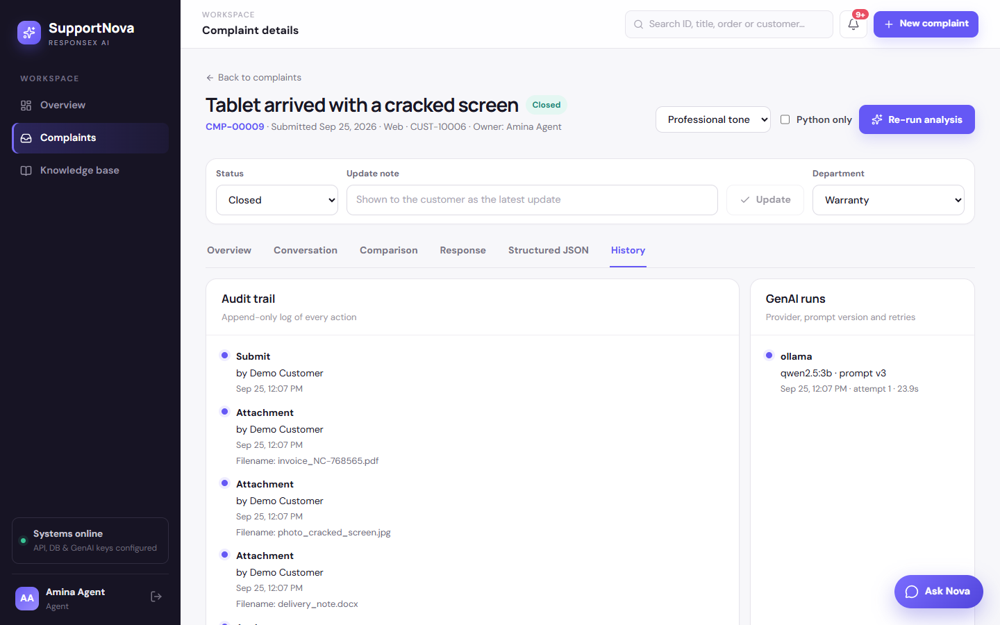 SupportNova
RESPONSEX AI
WORKSPACE
Overview
Complaints
Knowledge base
Systems online
API, DB & GenAI keys configured
AA
Amina Agent
Agent
WORKSPACE
Complaint details
Search ID, title, order or customer...
9+
New complaint
Back to complaints
Tablet arrived with a cracked screen
Closed
CMP-00009 · Submitted Sep 25, 2026 · Web · CUST-10006 · Owner: Amina Agent
Professional tone
Python only
Re-run analysis
Status
Update note
Department
Closed
Shown to the customer as the latest update
Update
Warranty
Overview
Conversation
Comparison
Response
Structured JSON
History
Audit trail
Append-only log of every action
Submit
by Demo Customer
Sep 25, 12:07 PM
Attachment
by Demo Customer
Sep 25, 12:07 PM
Filename: invoice_NC-768565.pdf
Attachment
by Demo Customer
Sep 25, 12:07 PM
Filename: photo_cracked_screen.jpg
Attachment
by Demo Customer
Sep 25, 12:07 PM
Filename: delivery_note.docx
GenAI runs
Provider, prompt version and retries
ollama
qwen2.5:3b · prompt v3
Sep 25, 12:07 PM · attempt 1 · 23.9s
Ask Nova